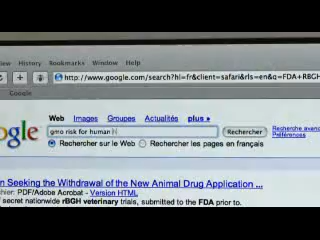 View History Bookmarks Window Help
http://www.google.com/search?hl=fr&client=safari&rls=en&q=FDA+RBGH
Google
Web Images Groupes Actualités plus »
gmo risk for human h Rechercher Recherche avanc
Préférences
Rechercher sur le Web Rechercher les pages en français
n Seeking the Withdrawal of the New Animal Drug Application ...
hier: PDF/Adobe Acrobat - Version HTML
f secret nationwide rBGH veterinary trials, submitted to the FDA prior to.